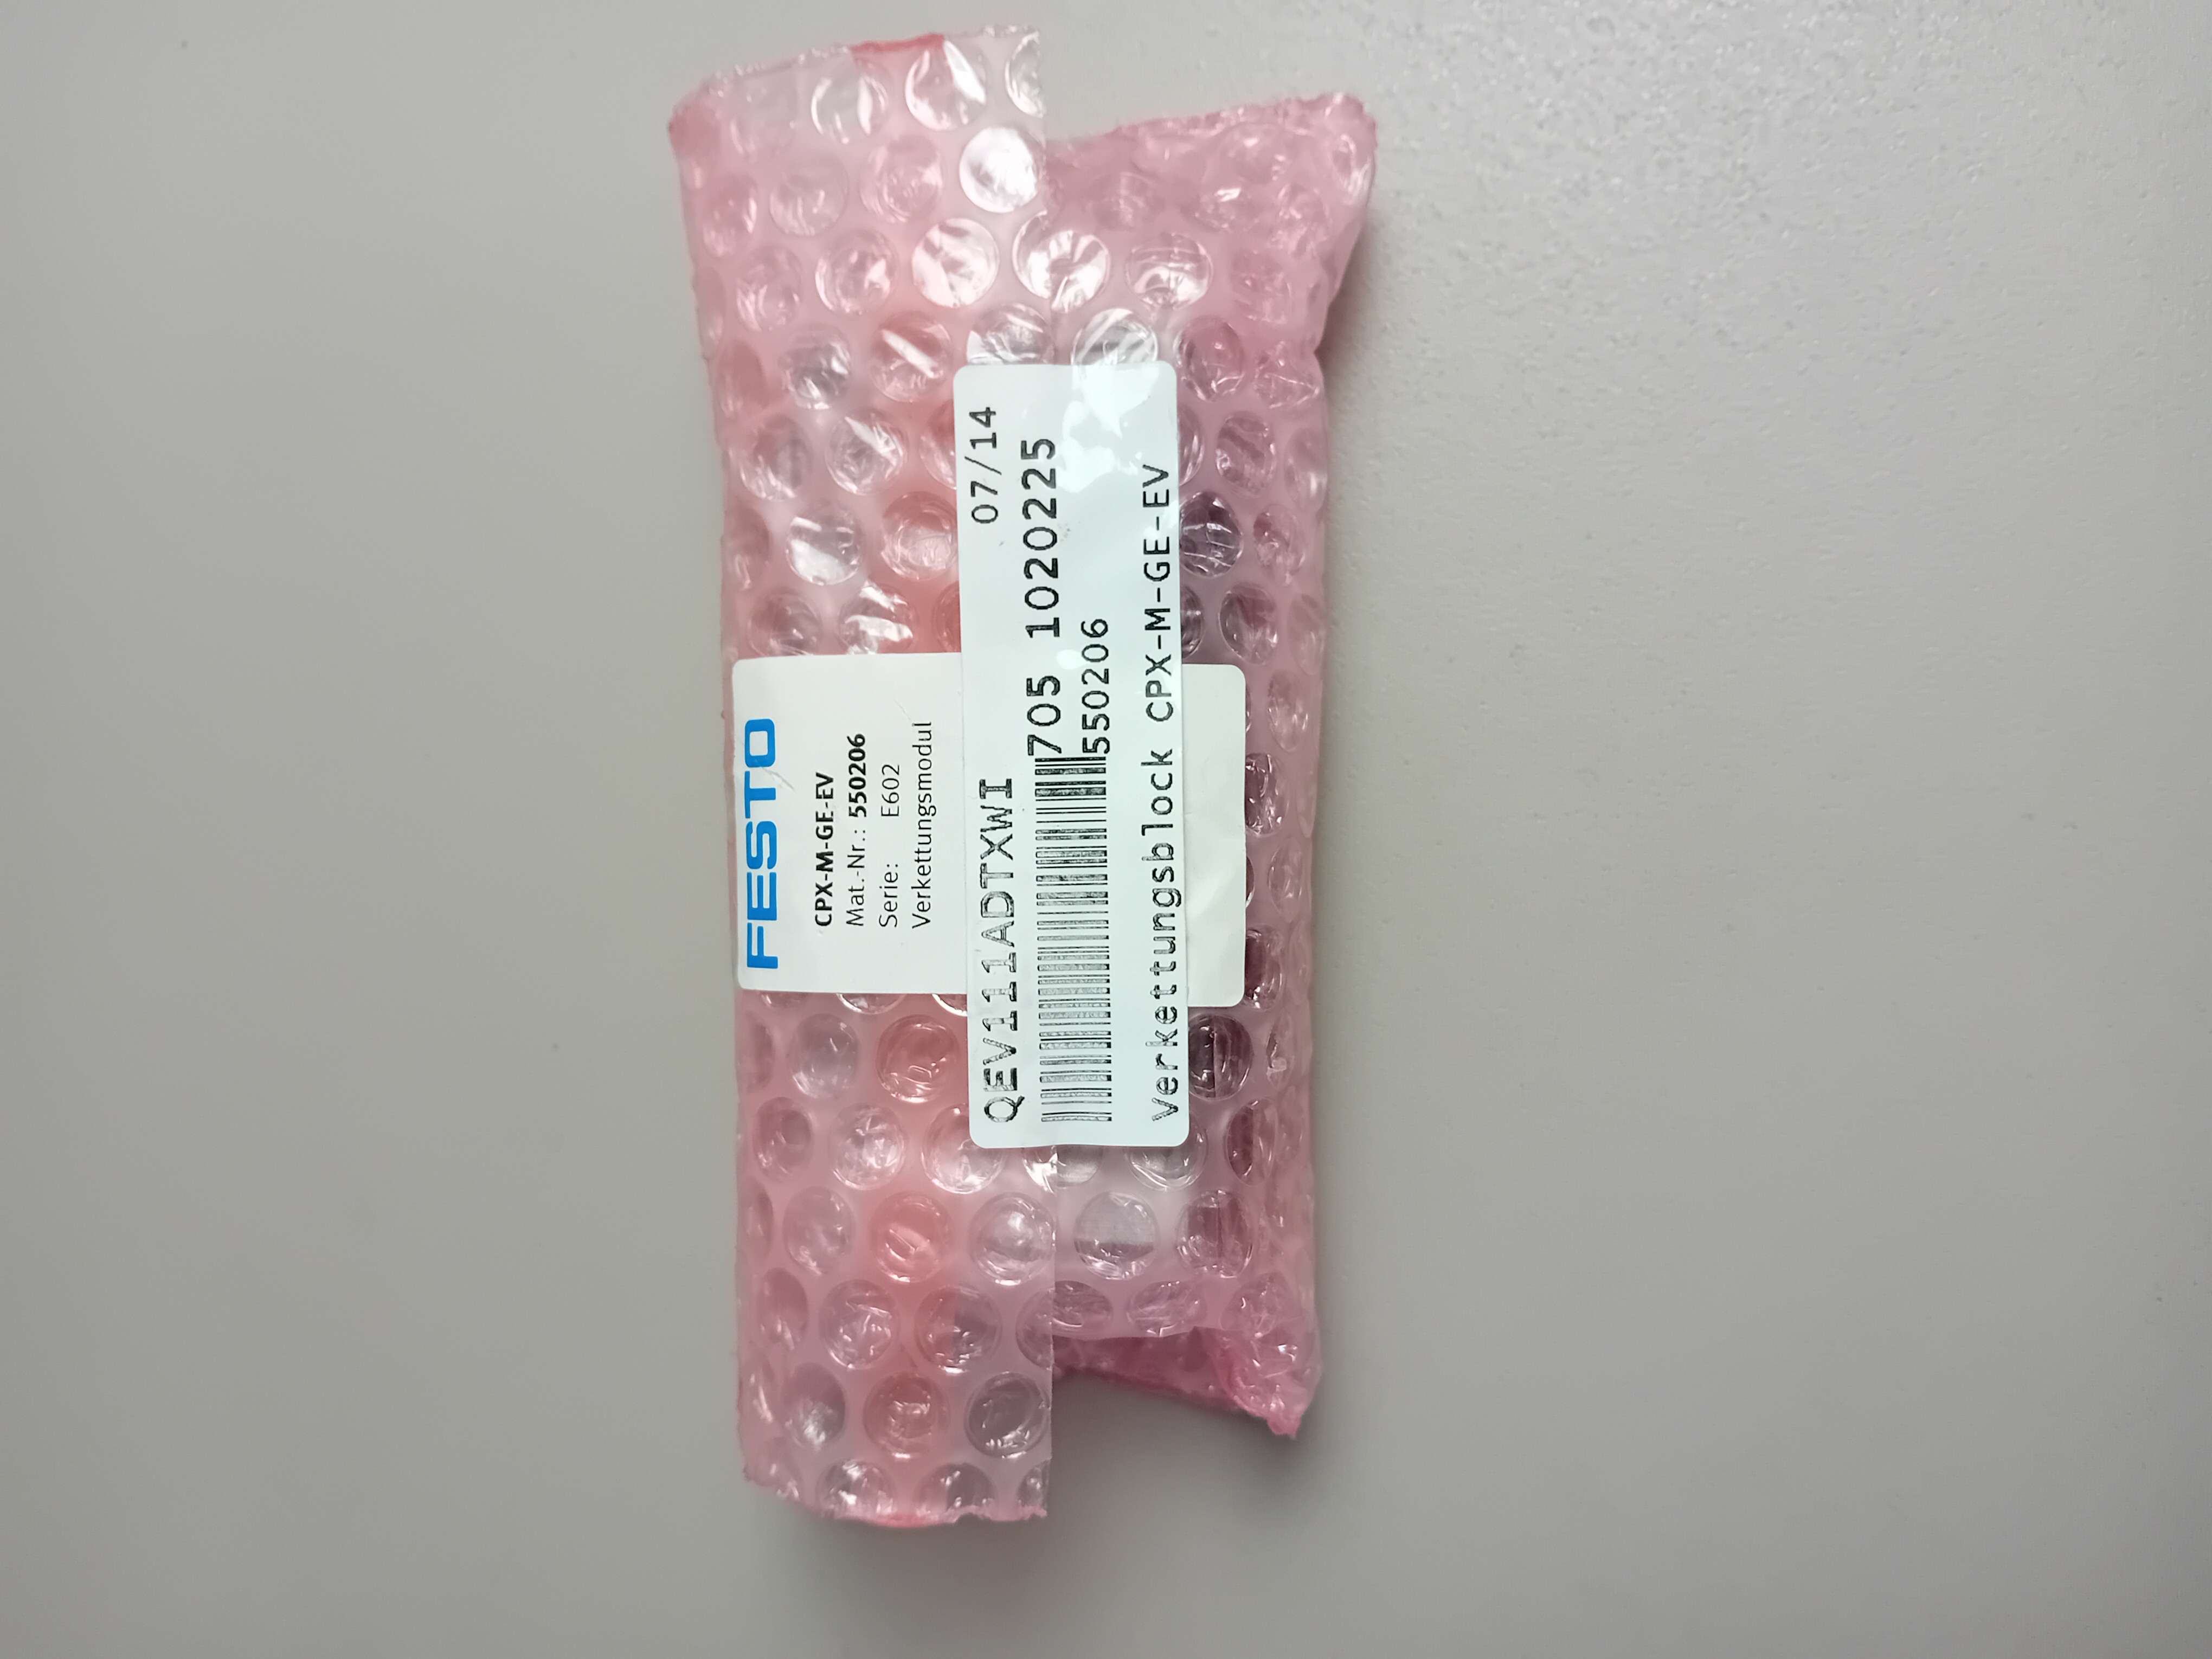 FESTO
CPX-M-GE-EV
Mat.-Nr.: 550206
Serie: E602
Verkettungsmodul
07/14
QEV111ADTXWI
705 1020225
550206
Verkettungsblock CPX-M-GE-EV